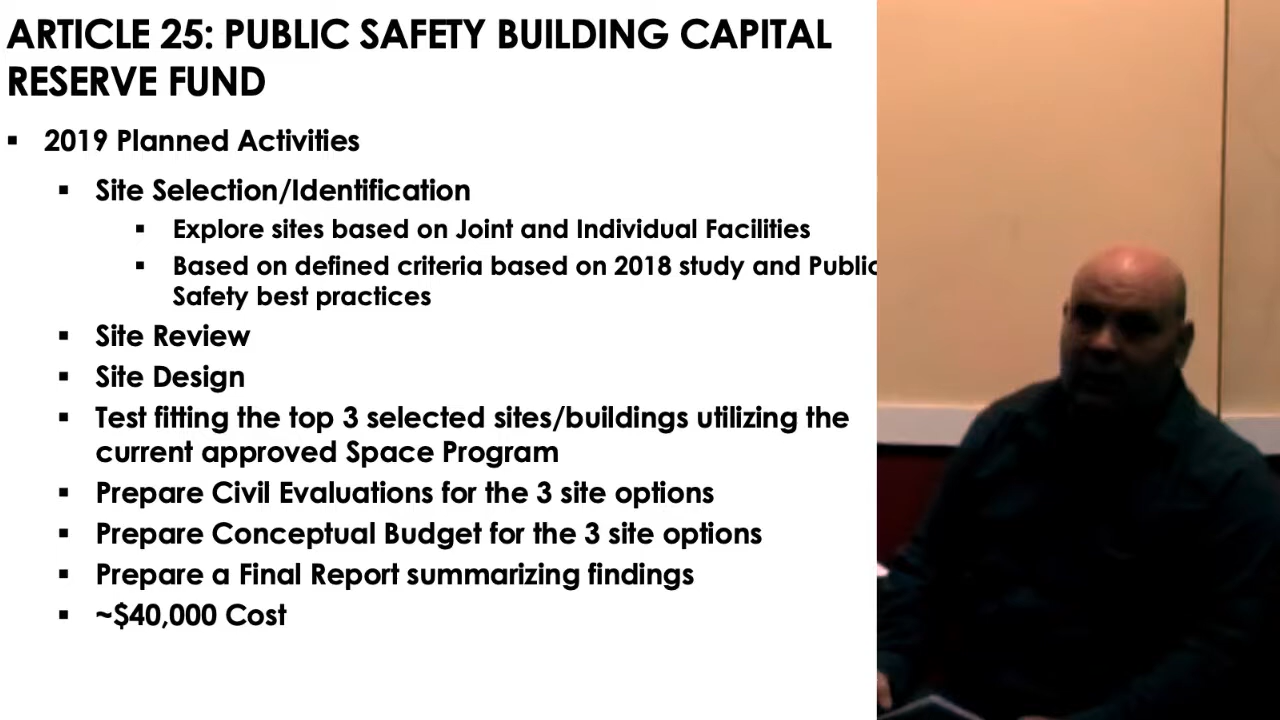 ARTICLE 25: PUBLIC SAFETY BUILDING CAPITAL
RESERVE FUND
▪ 2019 Planned Activities
▪ Site Selection/Identification
▪ Explore sites based on Joint and Individual Facilities
▪ Based on defined criteria based on 2018 study and Public
Safety best practices
▪ Site Review
▪ Site Design
▪ Test fitting the top 3 selected sites/buildings utilizing the
current approved Space Program
▪ Prepare Civil Evaluations for the 3 site options
▪ Prepare Conceptual Budget for the 3 site options
▪ Prepare a Final Report summarizing findings
▪ ~$40,000 Cost